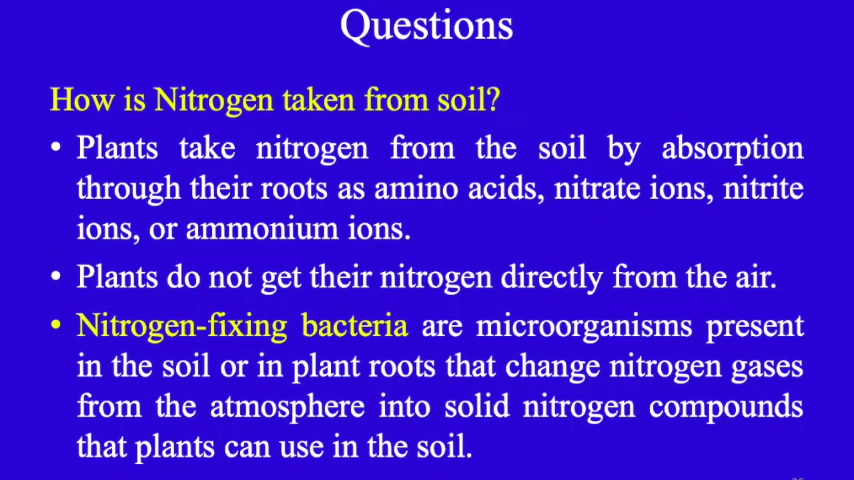 Questions
How is Nitrogen taken from soil?
• Plants take nitrogen from the soil by absorption
through their roots as amino acids, nitrate ions, nitrite
ions, or ammonium ions.
• Plants do not get their nitrogen directly from the air.
• Nitrogen-fixing bacteria are microorganisms present
in the soil or in plant roots that change nitrogen gases
from the atmosphere into solid nitrogen compounds
that plants can use in the soil.